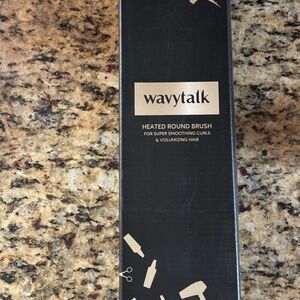 wavytalk
HEATED ROUND BRUSH
FOR SUPER SMOOTHING CURLS
& VOLUMIZING HAIR